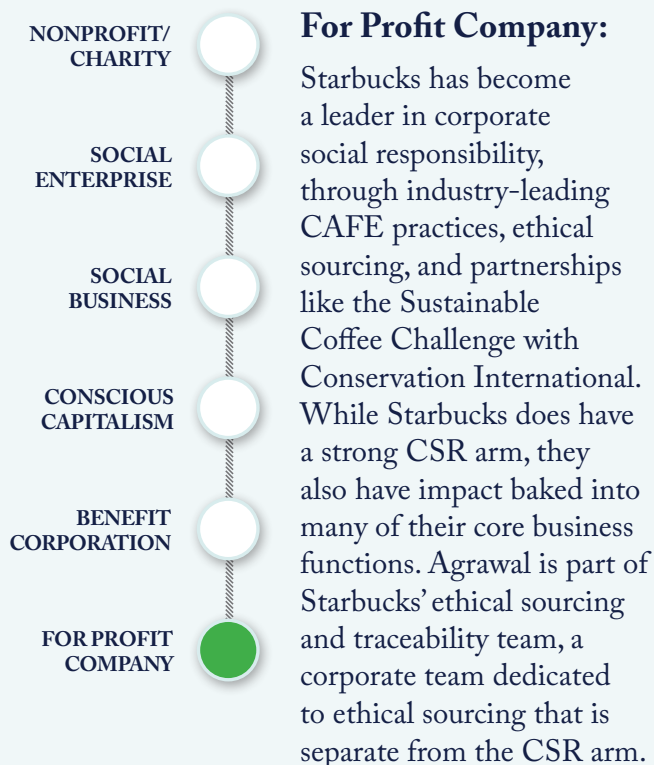 NONPROFIT/
CHARITY
SOCIAL
ENTERPRISE
SOCIAL
BUSINESS
CONSCIOUS
CAPITALISM
BENEFIT
CORPORATION
FOR PROFIT
COMPANY
For Profit Company:
Starbucks has become
a leader in corporate
social responsibility,
through industry-leading
CAFE practices, ethical
sourcing, and partnerships
like the Sustainable
Coffee Challenge with
Conservation International.
While Starbucks does have
a strong CSR arm, they
also have impact baked into
many of their core business
functions. Agrawal is part of
Starbucks’ ethical sourcing
and traceability team, a
corporate team dedicated
to ethical sourcing that is
separate from the CSR arm.